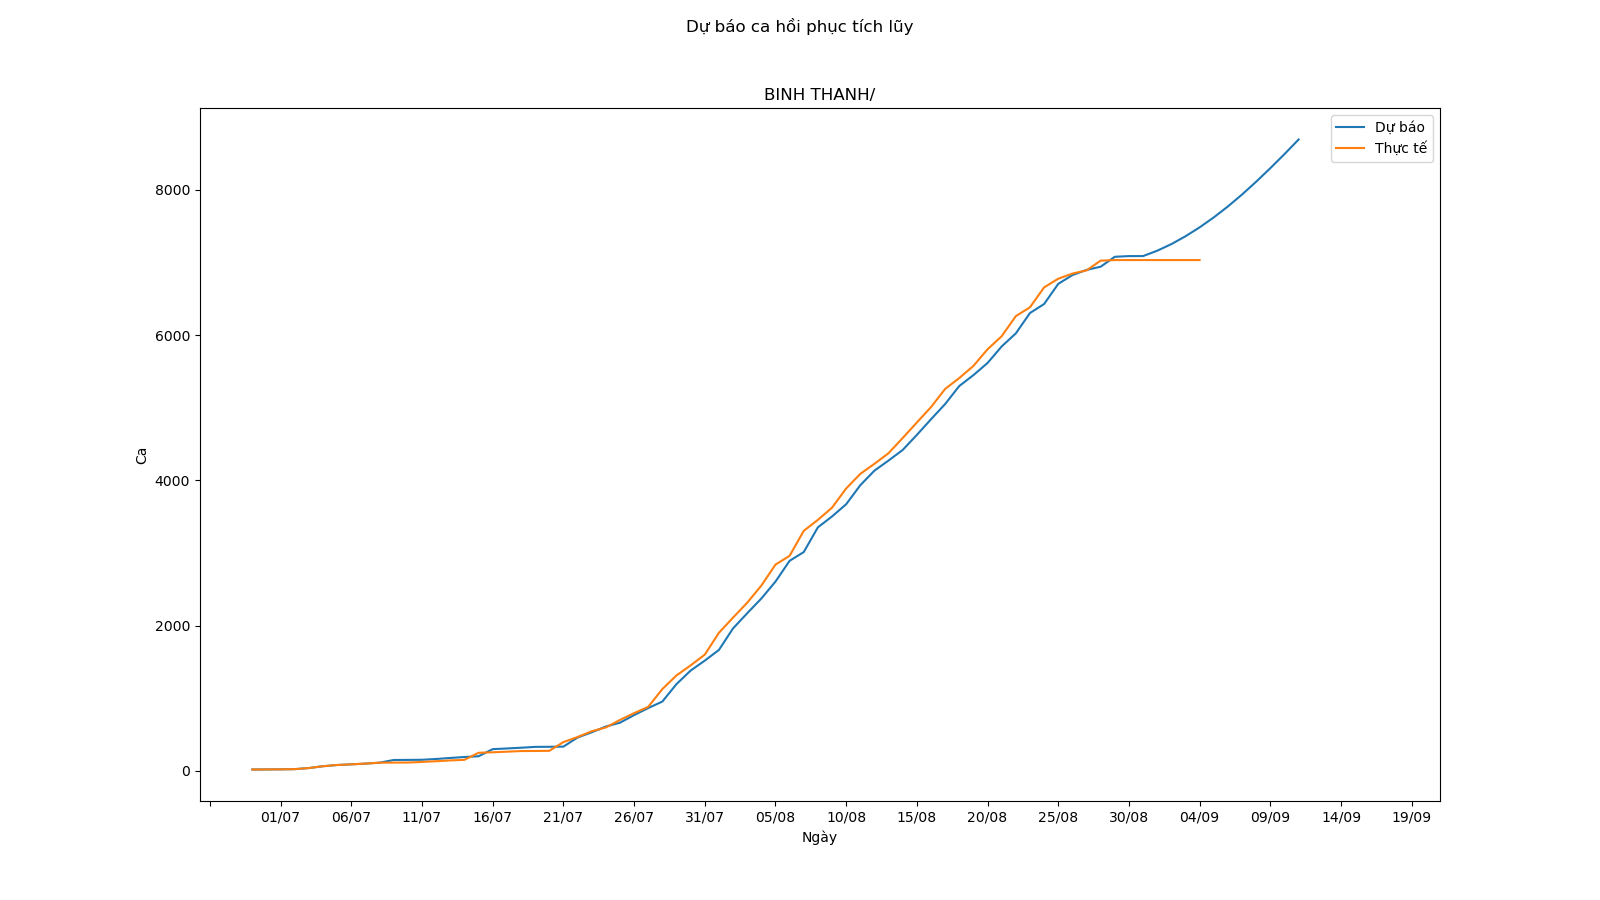 Dự báo ca hồi phục tích lũy
BINH THANH/
Dự báo
Thực tế
8000
6000
4000
2000
0
Ca
01/07 06/07 11/07 16/07 21/07 26/07 31/07 05/08 10/08 15/08 20/08 25/08 30/08 04/09 09/09 14/09 19/09
Ngày